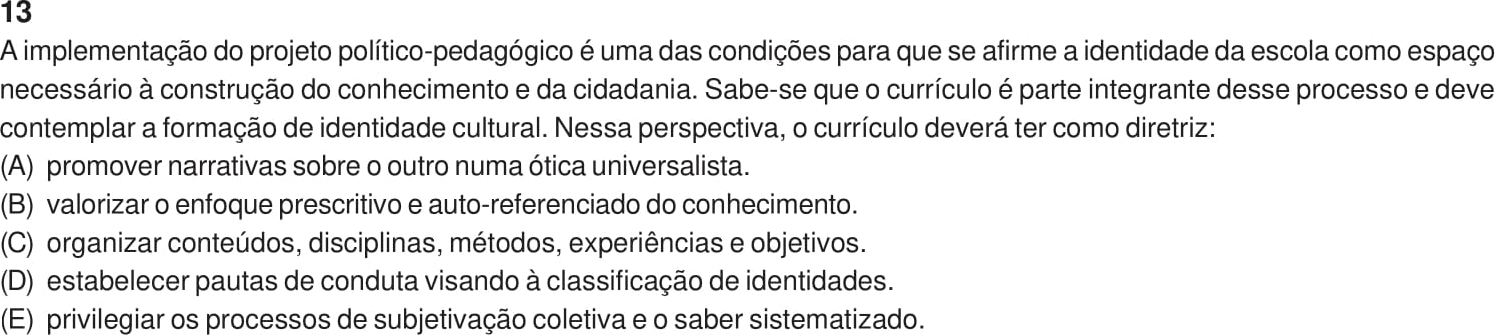 13
A implementação do projeto político-pedagógico é uma das condições para que se afirme a identidade da escola como espaço
necessário à construção do conhecimento e da cidadania. Sabe-se que o currículo é parte integrante desse processo e deve
contemplar a formação de identidade cultural. Nessa perspectiva, o currículo deverá ter como diretriz:
(A) promover narrativas sobre o outro numa ótica universalista.
(B) valorizar o enfoque prescritivo e auto-referenciado do conhecimento.
(C) organizar conteúdos, disciplinas, métodos, experiências e objetivos.
(D) estabelecer pautas de conduta visando à classificação de identidades.
(E) privilegiar os processos de subjetivação coletiva e o saber sistematizado.